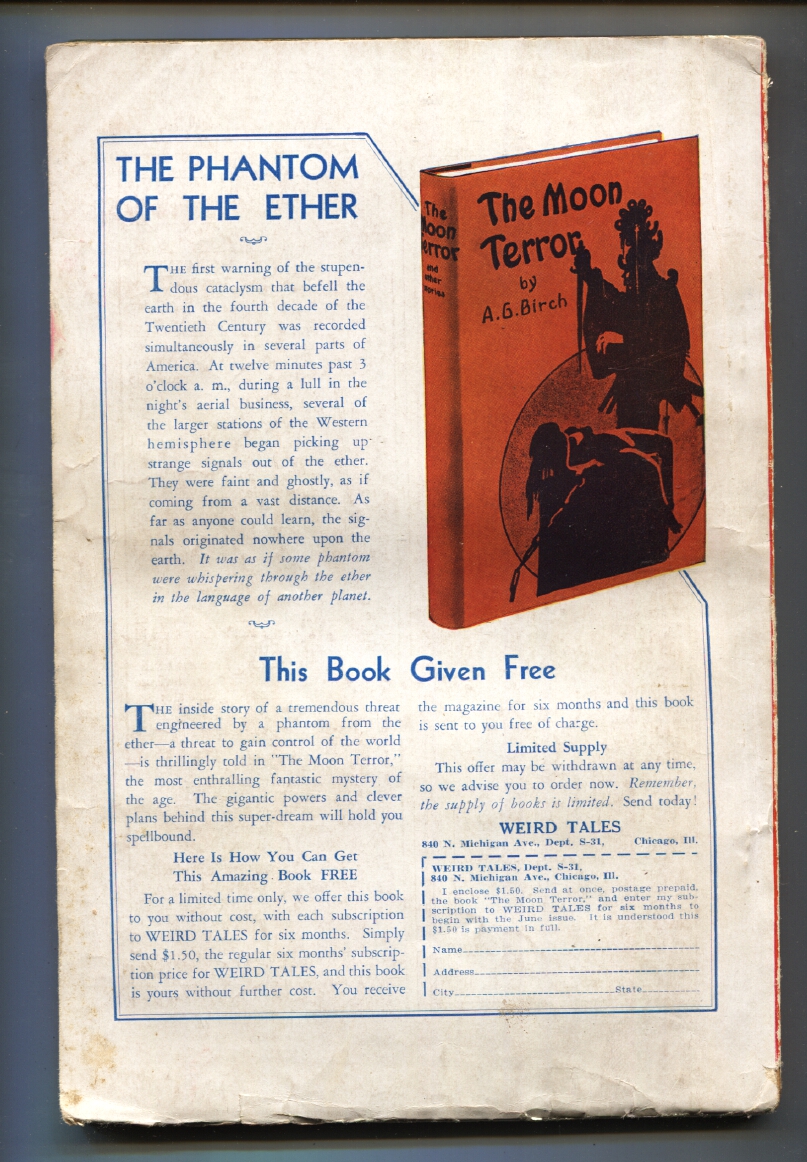 THE PHANTOM
OF THE ETHER
THE first warning of the stupen-
dous cataclysm that befell the
earth in the fourth decade of the
Twentieth Century was recorded
simultaneously in several parts of
America. At twelve minutes past 3
o'clock a. m., during a lull in the
night's aerial business, several of
the larger stations of the Western
hemisphere began picking up
strange signals out of the ether.
They were faint and ghostly, as if
coming from a vast distance. As
far as anyone could learn, the sig-
nals originated nowhere upon the
earth. It was as if some phantom
were whispering through the ether
in the language of another planet.
The
Moon
Terror
and
other
stories
The Moon
Terror
by
A.G.Birch
This Book Given Free
THE inside story of a tremendous threat
engineered by a phantom from the
ether—a threat to gain control of the world
—is thrillingly told in "The Moon Terror,"
the most enthralling fantastic mystery of
the age. The gigantic powers and clever
plans behind this super-dream will hold you
spellbound.
Here Is How You Can Get
This Amazing Book FREE
For a limited time only, we offer this book
to you without cost, with each subscription
to WEIRD TALES for six months. Simply
send $1.50, the regular six months' subscrip-
tion price for WEIRD TALES, and this book
is yours without further cost. You receive
the magazine for six months and this book
is sent to you free of charge.
Limited Supply
This offer may be withdrawn at any time,
so we advise you to order now. Remember,
the supply of books is limited. Send today!
WEIRD TALES
840 N. Michigan Ave., Dept. S-31, Chicago, Ill.
WEIRD TALES, Dept. S-31,
840 N. Michigan Ave., Chicago, Ill.
I enclose $1.50. Send at once, postage prepaid,
the book "The Moon Terror," and enter my sub-
scription to WEIRD TALES for six months to
begin with the June issue. It is understood this
$1.50 is payment in full.
Name
Address
City State